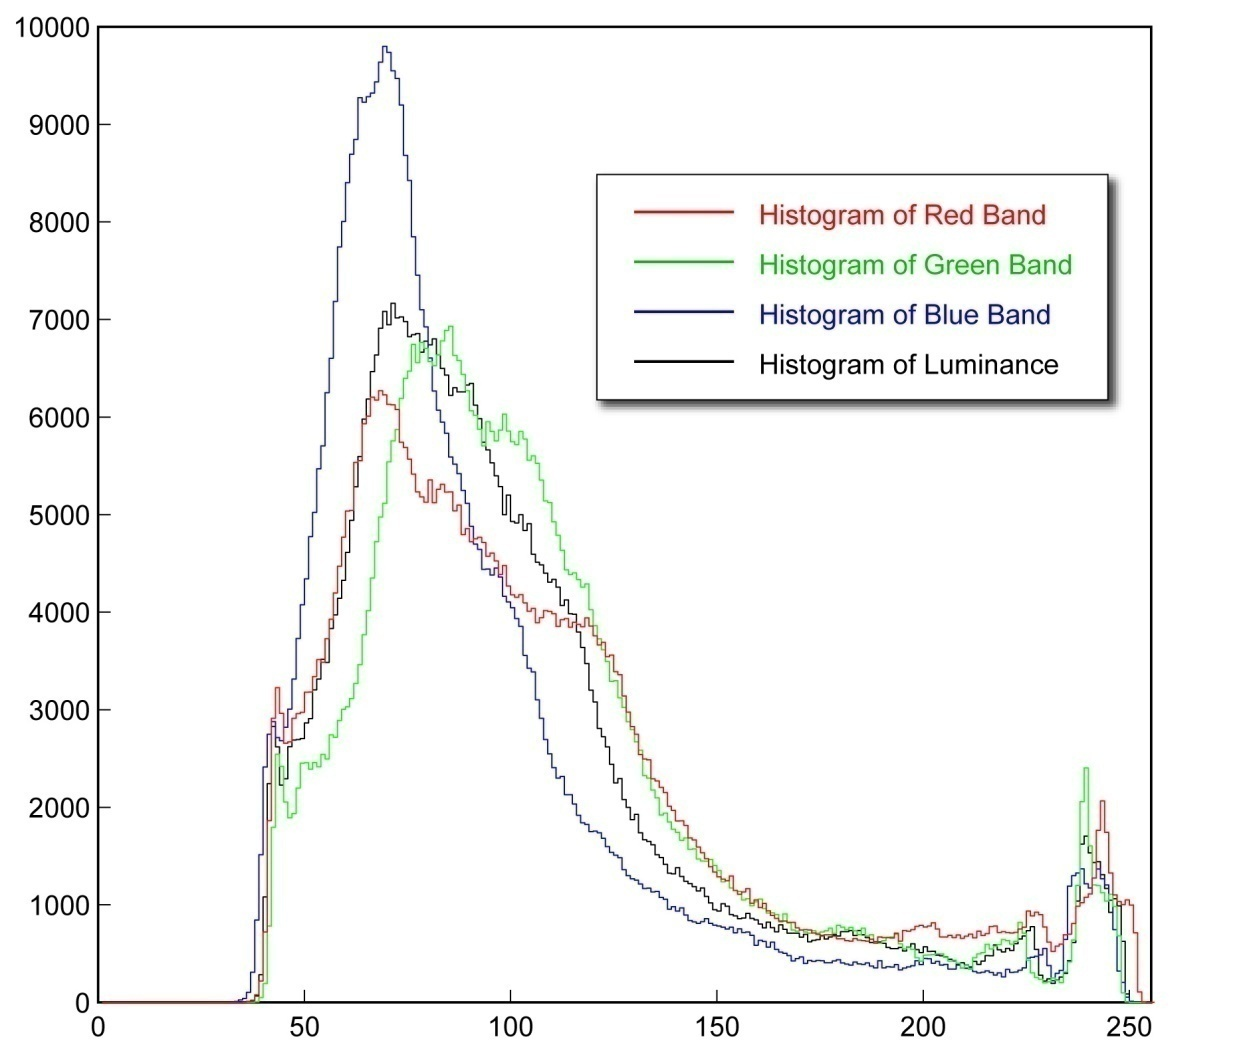 10000
9000
8000
7000
6000
5000
4000
3000
2000
1000
0
Histogram of Red Band
Histogram of Green Band
Histogram of Blue Band
Histogram of Luminance
0 50 100 150 200 250